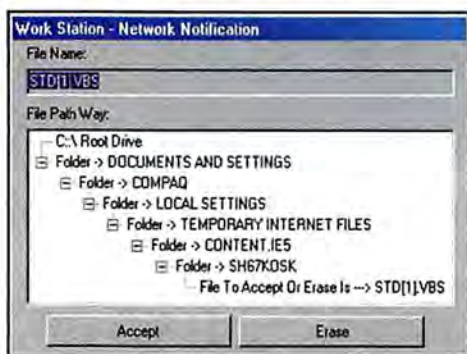 Work Station - Network Notification
File Name:
STD[1].VBS
File Path Way:
C:\ Root Drive
Folder -> DOCUMENTS AND SETTINGS
Folder -> COMPAQ
Folder -> LOCAL SETTINGS
Folder -> TEMPORARY INTERNET FILES
Folder -> CONTENT.IE5
Folder -> SH67KOSK
File To Accept Or Erase Is ---> STD[1].VBS
Accept Erase